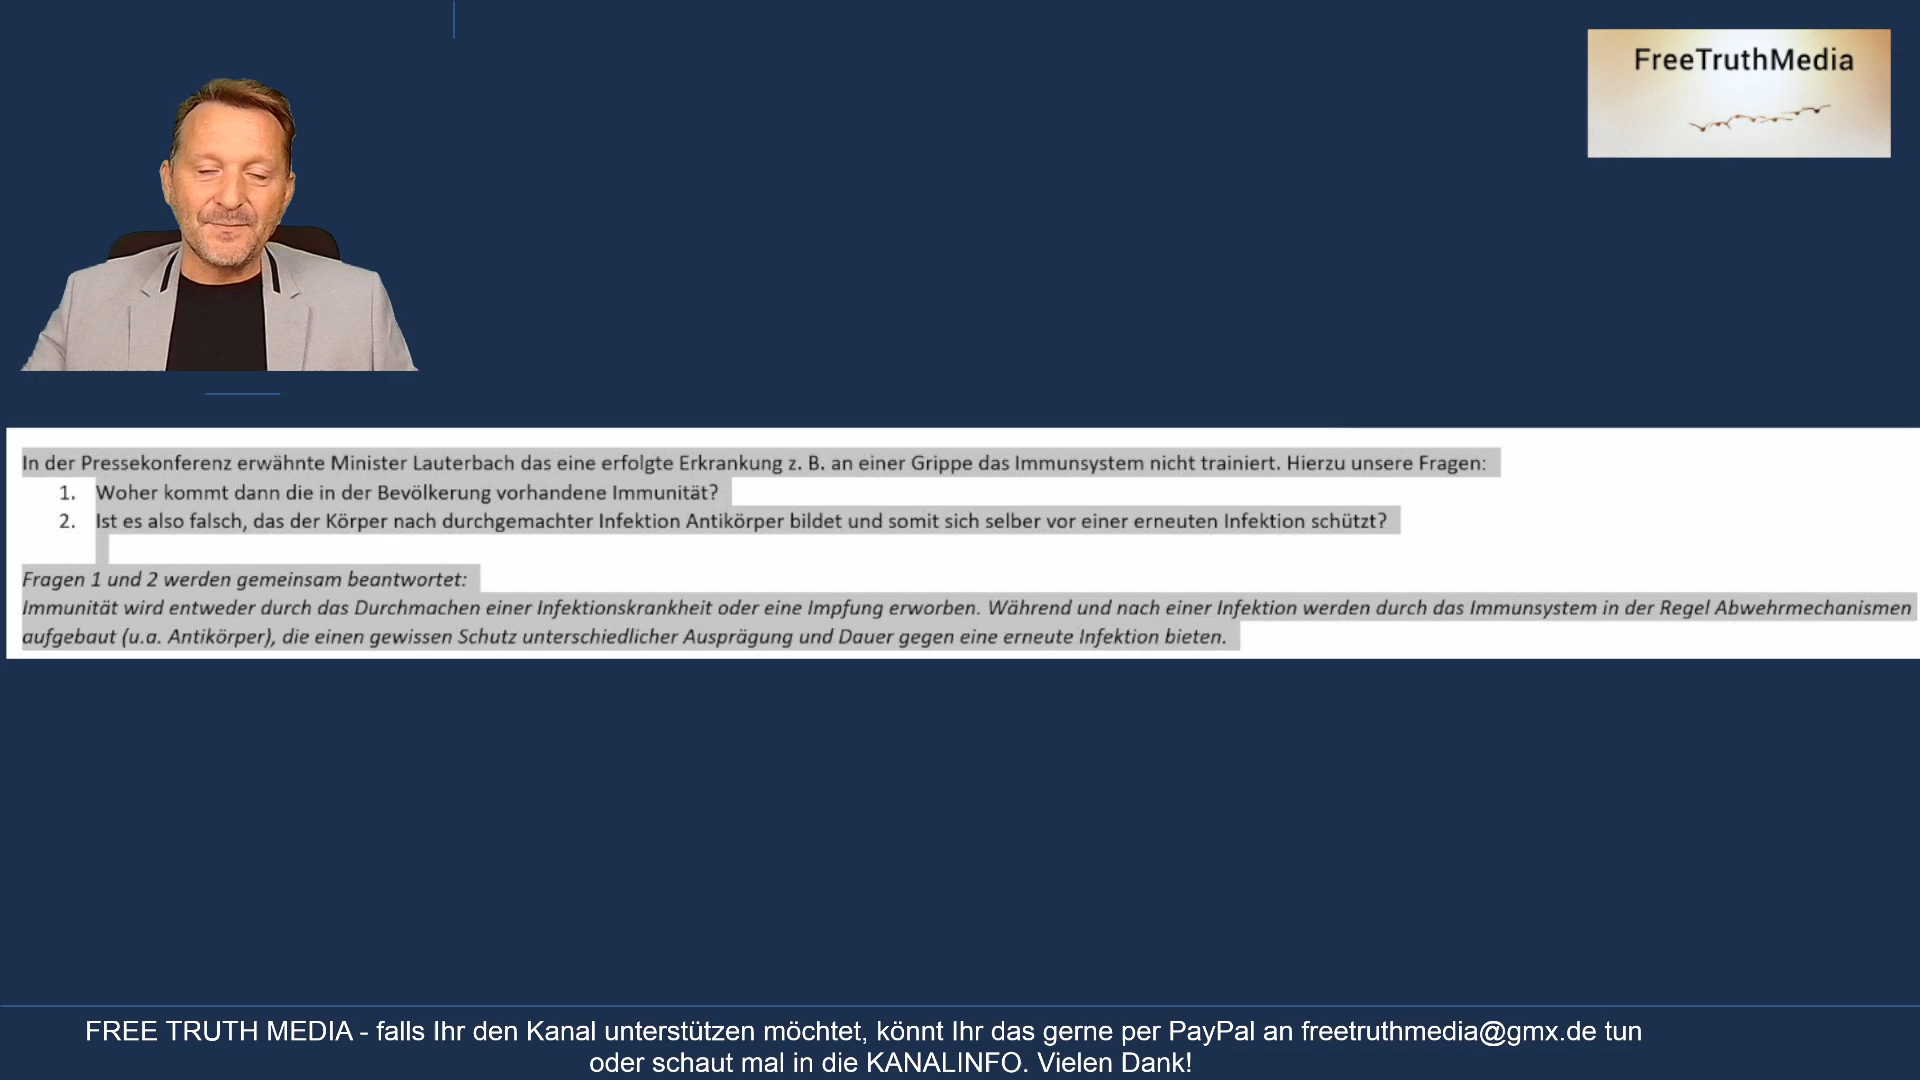 FreeTruthMedia
In der Pressekonferenz erwähnte Minister Lauterbach das eine erfolgte Erkrankung z. B. an einer Grippe das Immunsystem nicht trainiert. Hierzu unsere Fragen:
1. Woher kommt dann die in der Bevölkerung vorhandene Immunität?
2. Ist es also falsch, das der Körper nach durchgemachter Infektion Antikörper bildet und somit sich selber vor einer erneuten Infektion schützt?
Fragen 1 und 2 werden gemeinsam beantwortet:
Immunität wird entweder durch das Durchmachen einer Infektionskrankheit oder eine Impfung erworben. Während und nach einer Infektion werden durch das Immunsystem in der Regel Abwehrmechanismen
aufgebaut (u.a. Antikörper), die einen gewissen Schutz unterschiedlicher Ausprägung und Dauer gegen eine erneute Infektion bieten.
FREE TRUTH MEDIA - falls Ihr den Kanal unterstützen möchtet, könnt Ihr das gerne per PayPal an freetruthmedia@gmx.de tun
oder schaut mal in die KANALINFO. Vielen Dank!